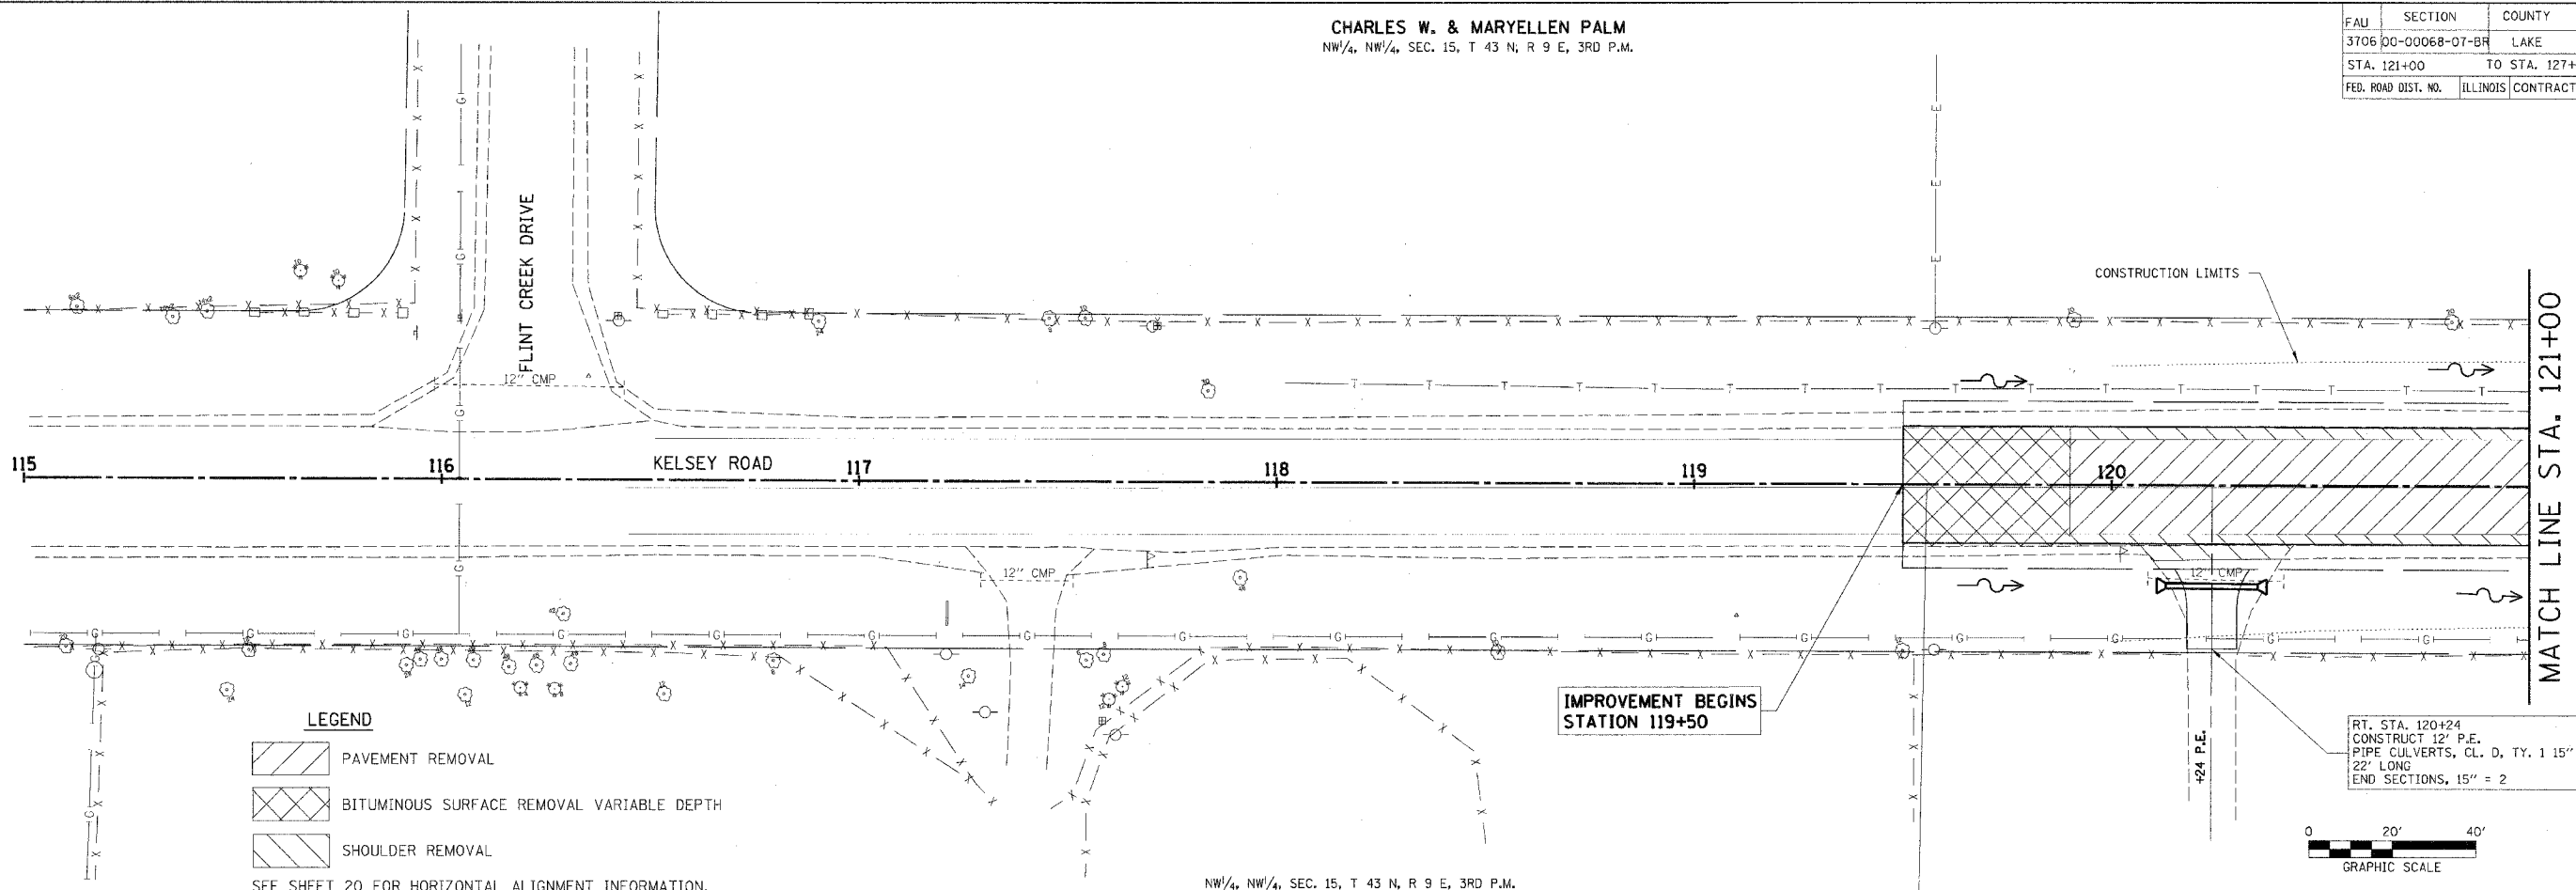 CHARLES W. & MARYELLEN PALM
NW¼, NW¼, SEC. 15, T 43 N; R 9 E, 3RD P.M.
FAU SECTION COUNTY
3706 00-00068-07-BR LAKE
STA. 121+00 TO STA. 127+
FED. ROAD DIST. NO. ILLINOIS CONTRACT
FLINT CREEK DRIVE
CONSTRUCTION LIMITS
MATCH LINE STA. 121+00
12" CMP
KELSEY ROAD
115
116
117
118
119
120
12" CMP
12" CMP
IMPROVEMENT BEGINS
STATION 119+50
+24 P.E.
RT. STA. 120+24
CONSTRUCT 12' P.E.
PIPE CULVERTS, CL. D, TY. 1 15"
22' LONG
END SECTIONS, 15" = 2
LEGEND
PAVEMENT REMOVAL
BITUMINOUS SURFACE REMOVAL VARIABLE DEPTH
SHOULDER REMOVAL
SEE SHEET 20 FOR HORIZONTAL ALIGNMENT INFORMATION.
NW¼, NW¼, SEC. 15, T 43 N, R 9 E, 3RD P.M.
0 20' 40'
GRAPHIC SCALE